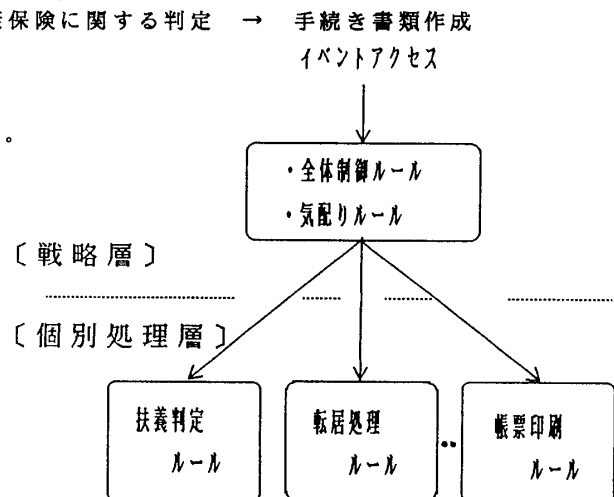 保険に関する判定 → 手続き書類作成
イベントアクセス
。
・全体制御ルール
・気配りルール
〔戦略層〕
〔個別処理層〕
扶養判定
ルール
転居処理
ルール
‥
帳票印刷
ルール